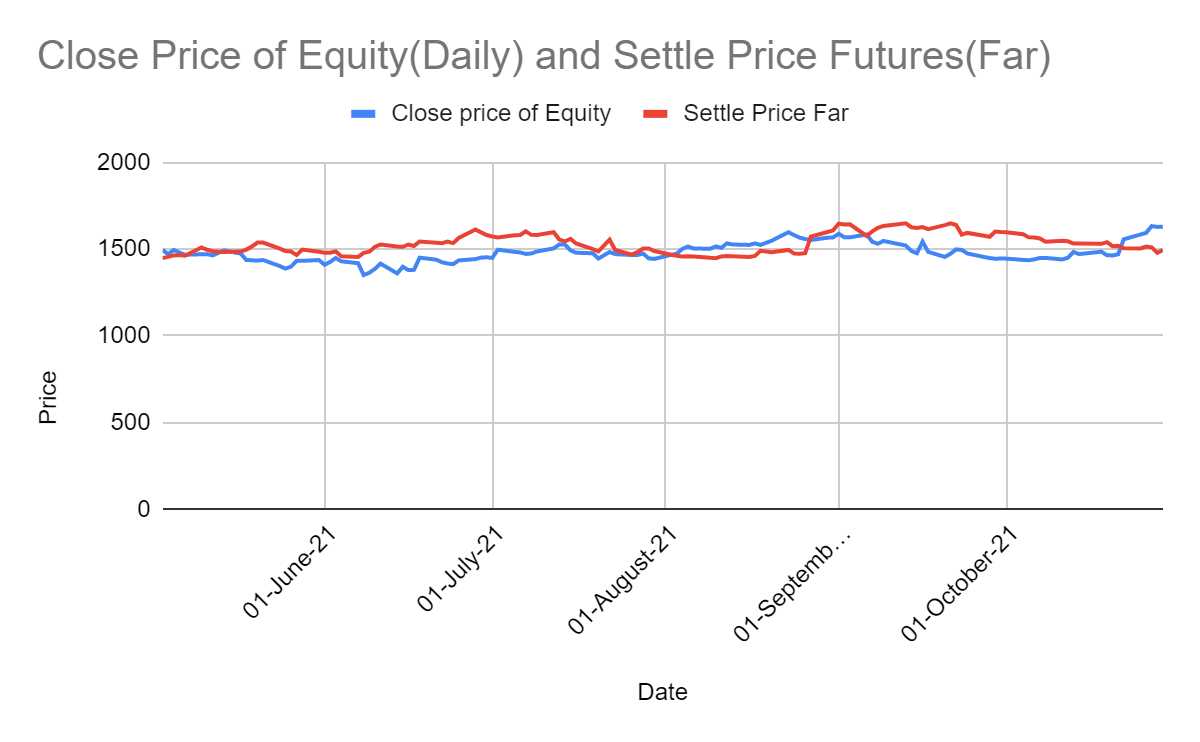 Close Price of Equity(Daily) and Settle Price Futures(Far)
Close price of Equity
Settle Price Far
2000
1500
1000
500
0
Price
01-June-21
01-July-21
01-August-21
01-Septemb…
01-October-21
Date